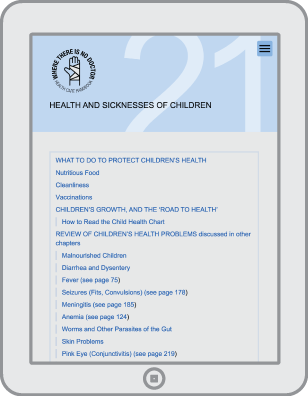 21
WHERE THERE IS NO DOCTOR
HEALTH CARE HANDBOOK
HEALTH AND SICKNESSES OF CHILDREN
WHAT TO DO TO PROTECT CHILDREN'S HEALTH
Nutritious Food
Cleanliness
Vaccinations
CHILDREN'S GROWTH, AND THE 'ROAD TO HEALTH'
How to Read the Child Health Chart
REVIEW OF CHILDREN'S HEALTH PROBLEMS discussed in other
chapters
Malnourished Children
Diarrhea and Dysentery
Fever (see page 75)
Seizures (Fits, Convulsions) (see page 178)
Meningitis (see page 185)
Anemia (see page 124)
Worms and Other Parasites of the Gut
Skin Problems
Pink Eye (Conjunctivitis) (see page 219)